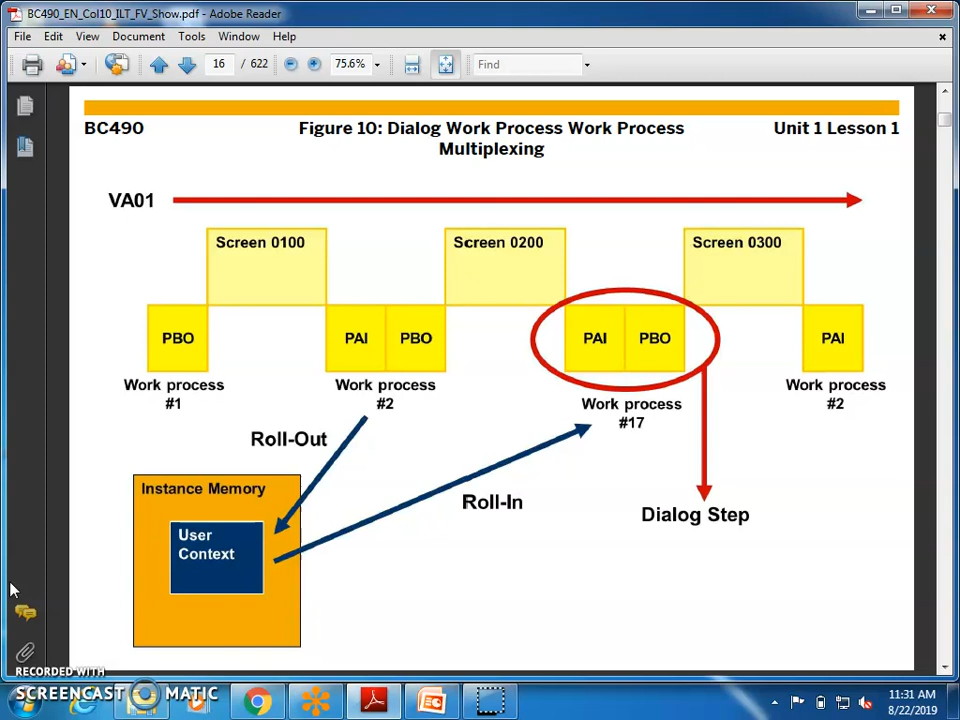 BC490_EN_Col10_ILT_FV_Show.pdf - Adobe Reader
File Edit View Document Tools Window Help
16 / 622 75.6% Find
BC490 Figure 10: Dialog Work Process Work Process Unit 1 Lesson 1
Multiplexing
VA01
Screen 0100 Screen 0200 Screen 0300
PBO PAI PBO PAI PBO PAI
Work process Work process Work process Work process
#1 #2 #17 #2
Roll-Out
Instance Memory
Roll-In
Dialog Step
User
Context
RECORDED WITH
SCREENCAST MATIC
11:31 AM
8/22/2019